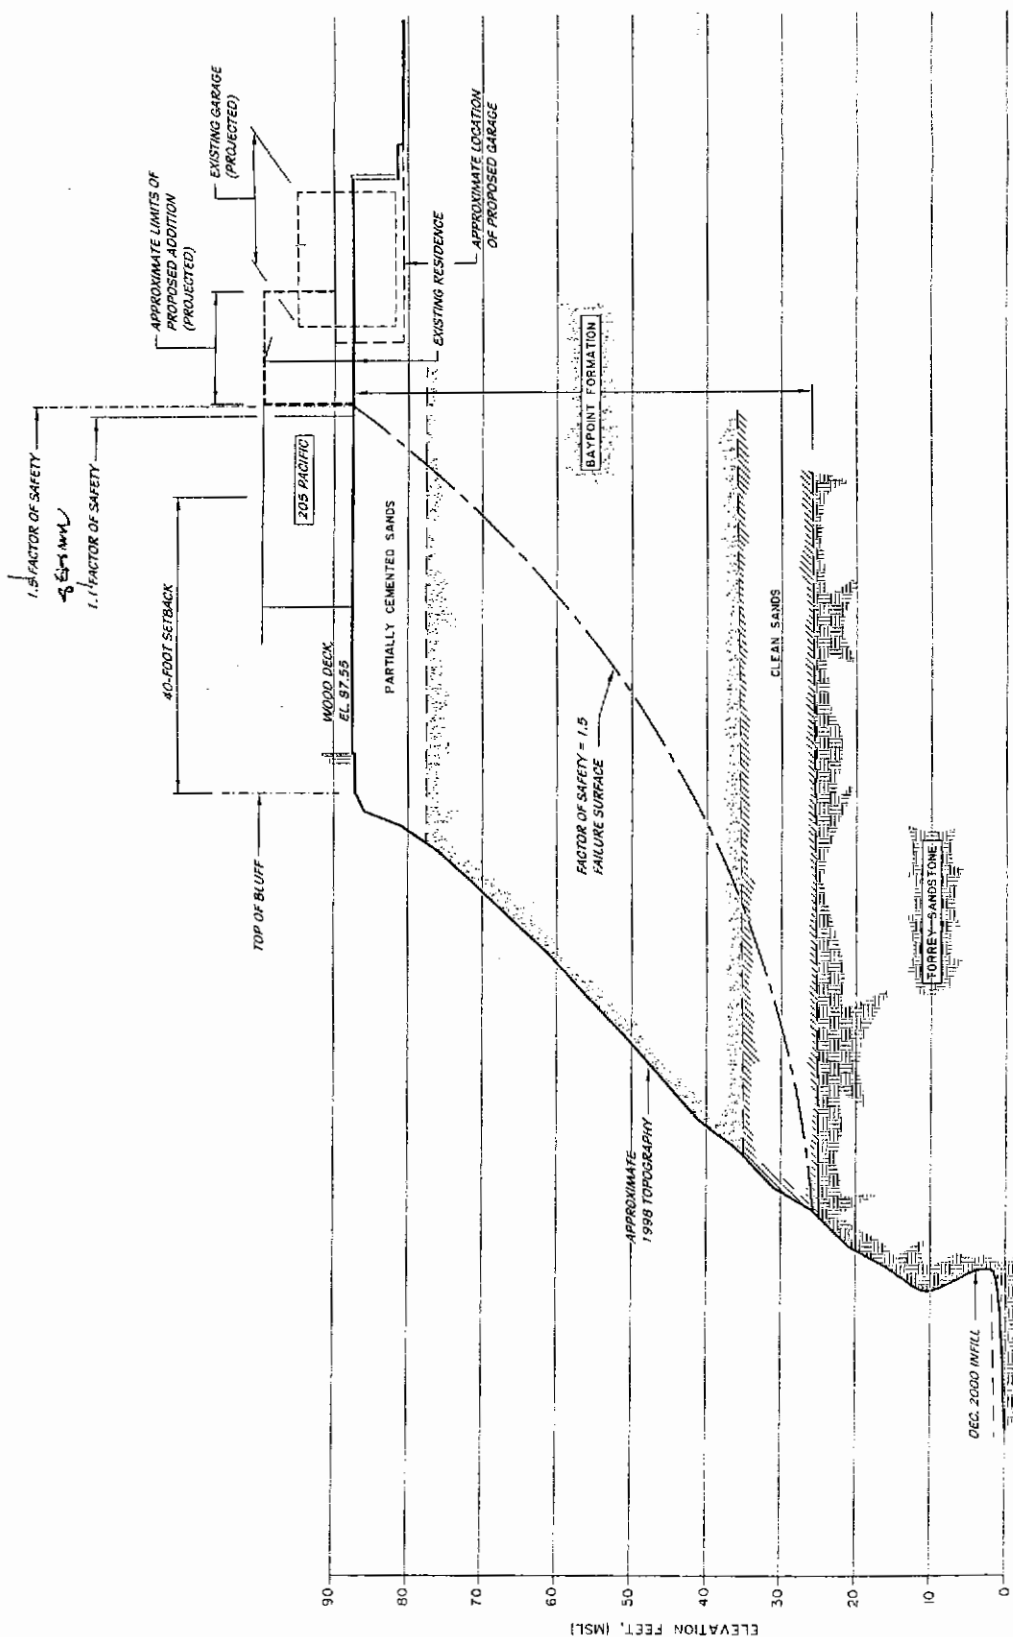 1.5 FACTOR OF SAFETY
1.1 FACTOR OF SAFETY
40-FOOT SETBACK
TOP OF BLUFF
APPROXIMATE LIMITS OF
PROPOSED ADDITION
(PROJECTED)
EXISTING GARAGE
(PROJECTED)
205 PACIFIC
WOOD DECK
EL. 87.55
EXISTING RESIDENCE
APPROXIMATE LOCATION
OF PROPOSED GARAGE
PARTIALLY CEMENTED SANDS
BAYPOINT FORMATION
FACTOR OF SAFETY = 1.5
FAILURE SURFACE
CLEAN SANDS
APPROXIMATE
1998 TOPOGRAPHY
TORREY SANDSTONE
DEC. 2000 INFILL
90
80
70
60
50
40
30
20
10
0
ELEVATION FEET, (MSL)